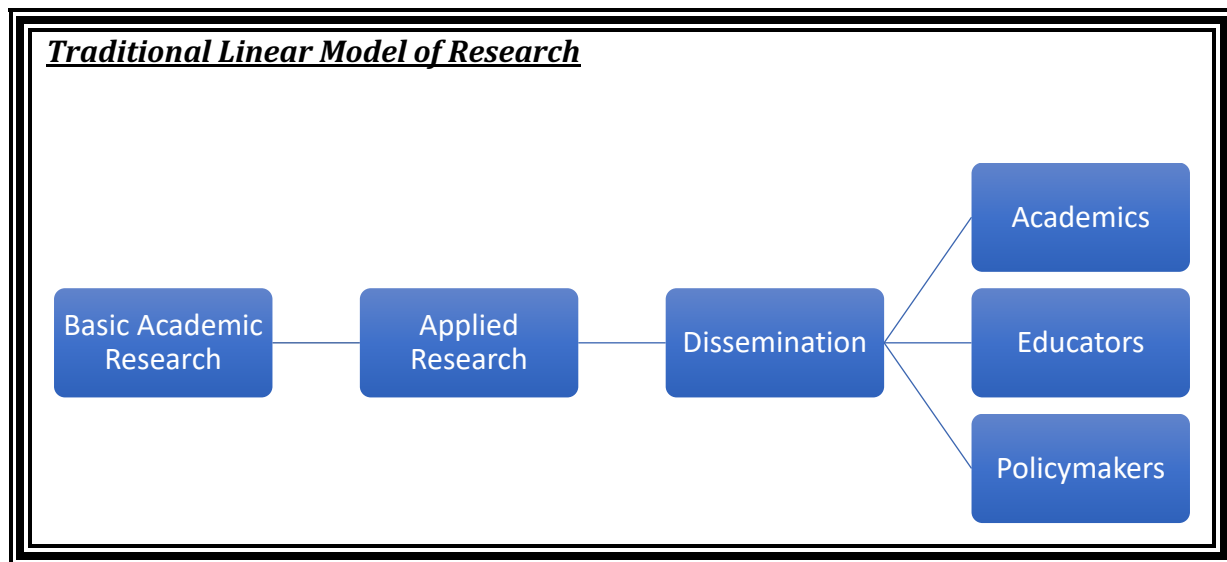 Traditional Linear Model of Research
Basic Academic
Research
Applied
Research
Dissemination
Academics
Educators
Policymakers